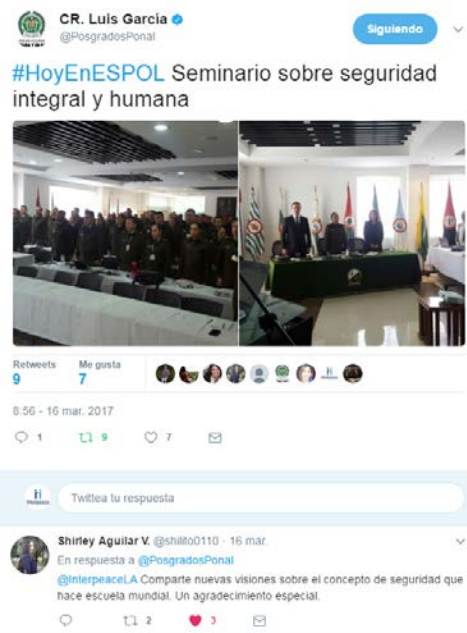 CR. Luis García
@PosgradosPonal
Siguiendo
#HoyEnESPOL Seminario sobre seguridad
integral y humana
Retweets
9
Me gusta
7
8:56 - 16 mar. 2017
1
9
7
Twittea tu respuesta
Shirley Aguilar V. @shilito0110 · 16 mar.
En respuesta a @PosgradosPonal
@InterpeaceLA Comparte nuevas visiones sobre el concepto de seguridad que
hace escuela mundial. Un agradecimiento especial.
2
3